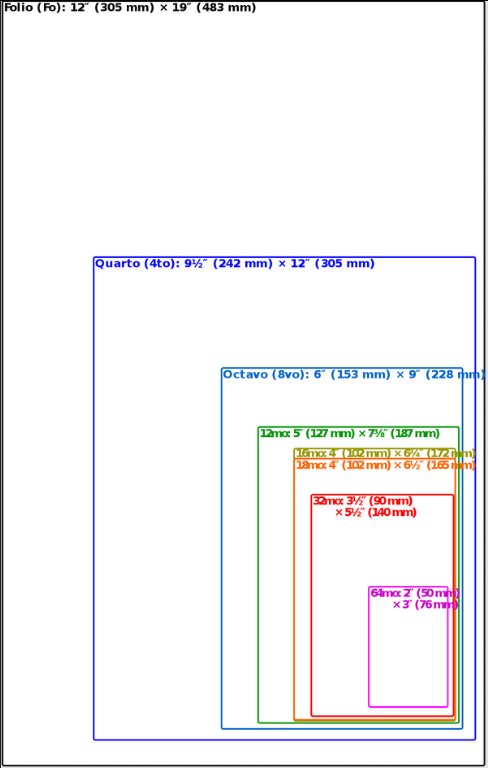 Folio (Fo): 12″ (305 mm) × 19″ (483 mm)
Quarto (4to): 9½″ (242 mm) × 12″ (305 mm)
Octavo (8vo): 6″ (153 mm) × 9″ (228 mm)
12mo: 5″ (127 mm) × 7⅜″ (187 mm)
16mo: 4″ (102 mm) × 6¾″ (172 mm)
18mo: 4″ (102 mm) × 6½″ (165 mm)
32mo: 3½″ (90 mm)
× 5½″ (140 mm)
64mo: 2″ (50 mm)
× 3″ (76 mm)